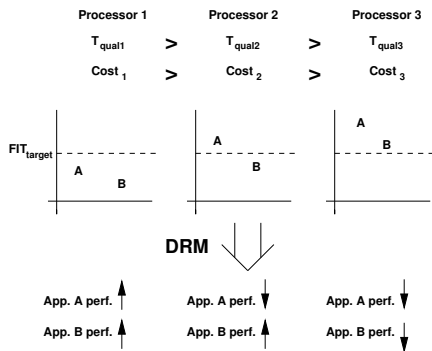 Processor 1 Processor 2 Processor 3
T qual1 > T qual2 > T qual3
Cost 1 > Cost 2 > Cost 3
A
A B
FIT target
A B
B
DRM
App. A perf. App. A perf. App. A perf.
App. B perf. App. B perf. App. B perf.